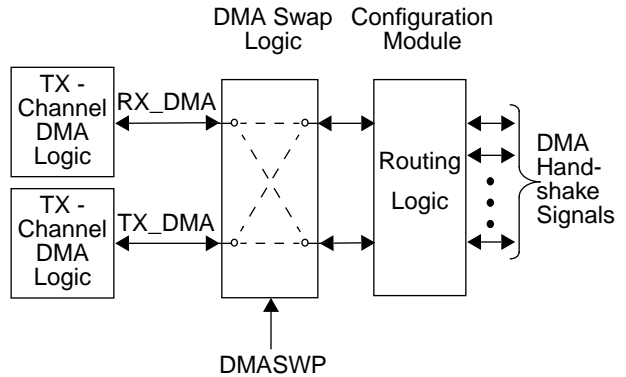 DMA Swap
Logic
Configuration
Module
TX -
Channel
DMA
Logic
RX_DMA
TX -
Channel
DMA
Logic
TX_DMA
Routing
Logic
DMA
Hand-
shake
Signals
DMASWP